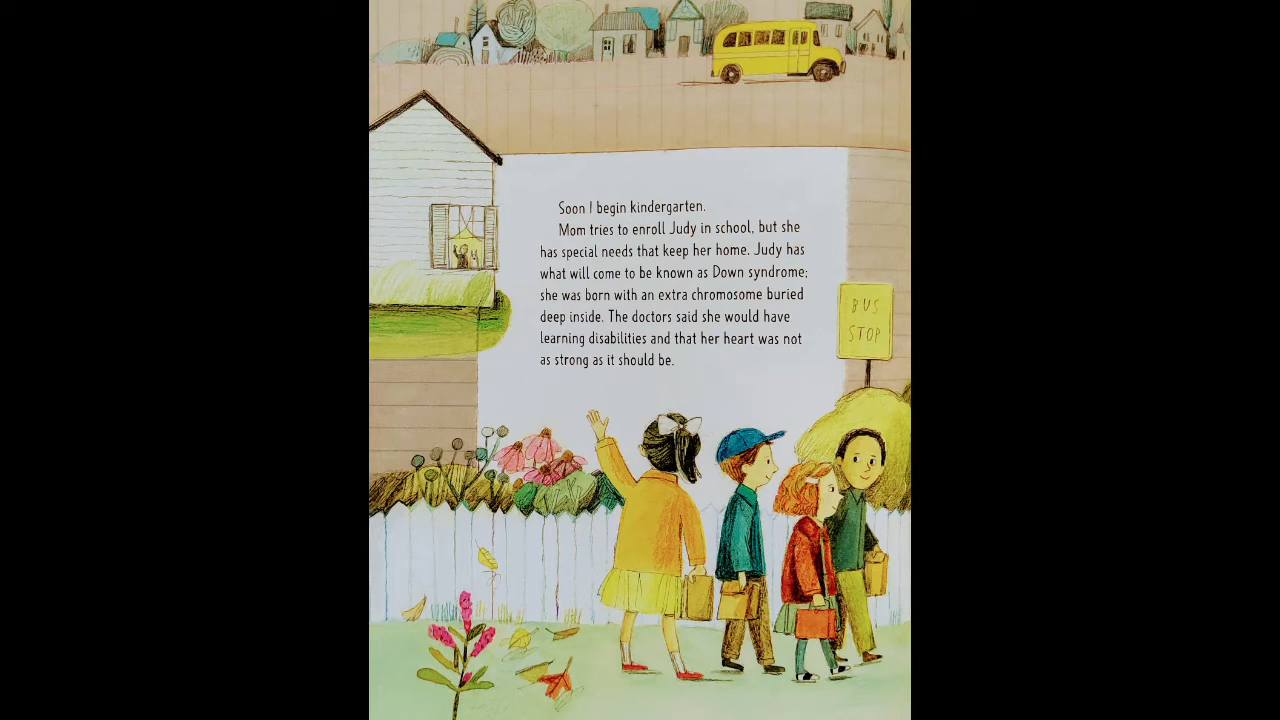 Soon I begin kindergarten.
Mom tries to enroll Judy in school, but she
has special needs that keep her home. Judy has
what will come to be known as Down syndrome;
she was born with an extra chromosome buried
deep inside. The doctors said she would have
learning disabilities and that her heart was not
as strong as it should be.
BUS
STOP